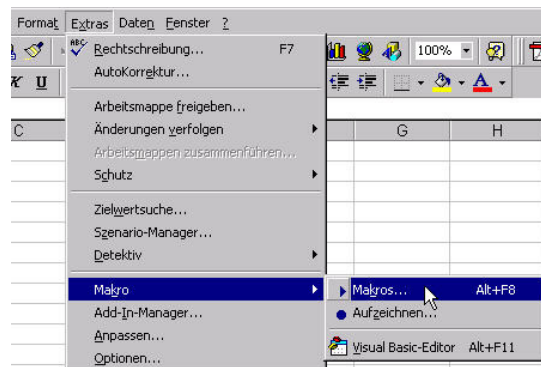 Format Extras Daten Fenster ?
ABC Rechtschreibung... F7
100%
AutoKorrektur...
K U
A
Arbeitsmappe freigeben...
C Änderungen verfolgen G H
Arbeitsmappen zusammenführen...
Schutz
Zielwertsuche...
Szenario-Manager...
Detektiv
Makro Makros... Alt+F8
Add-In-Manager... Aufzeichnen...
Anpassen... Visual Basic-Editor Alt+F11
Optionen...